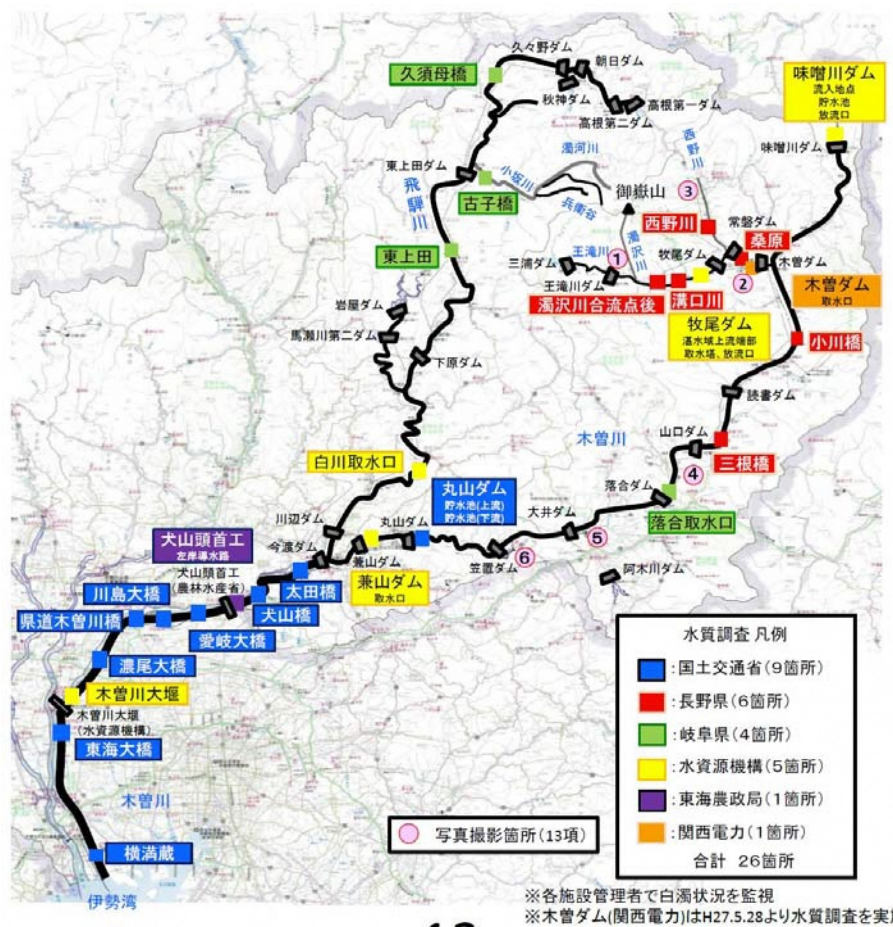 久々野ダム
朝日ダム
久須母橋
秋神ダム
高根第一ダム
高根第二ダム
味噌川ダム
流入地点
貯水池
放流口
味噌川ダム
西野川
濁河川
東上田ダム
小坂川
飛騨川
古子橋
兵衛谷
御嶽山
③
西野川
常盤ダム
桑原
東上田
王滝川
①
濁沢川
牧尾ダム
三浦ダム
木曽ダム
②
王滝川ダム
木曽ダム
取水口
濁沢川合流点後
溝口川
岩屋ダム
牧尾ダム
湛水域上流端部
取水塔、放流口
小川橋
馬瀬川第二ダム
下原ダム
読書ダム
木曽川
山口ダム
三根橋
白川取水口
④
丸山ダム
貯水池(上流)
貯水池(下流)
落合ダム
落合取水口
川辺ダム
丸山ダム
大井ダム
犬山頭首工
左岸導水路
今渡ダム
兼山ダム
⑤
⑥
笠置ダム
犬山頭首工
(農林水産省)
兼山ダム
取水口
阿木川ダム
川島大橋
太田橋
県道木曽川橋
犬山橋
愛岐大橋
濃尾大橋
木曽川大堰
木曽川大堰
(水資源機構)
東海大橋
木曽川
横満蔵
伊勢湾
水質調査 凡例
:国土交通省(9箇所)
:長野県(6箇所)
:岐阜県(4箇所)
:水資源機構(5箇所)
:東海農政局(1箇所)
:関西電力(1箇所)
合計 26箇所
写真撮影箇所(13項)
※各施設管理者で白濁状況を監視
※木曽ダム(関西電力)はH27.5.28より水質調査を実